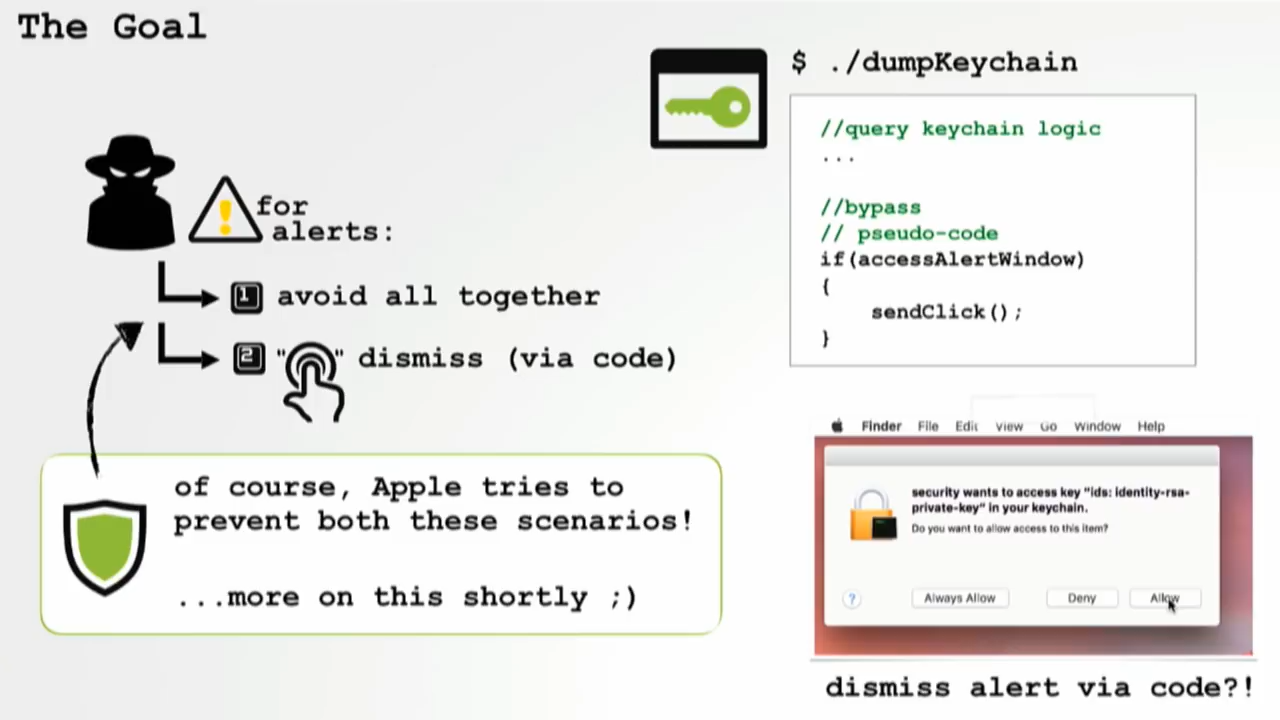 The Goal
$ ./dumpKeychain
//query keychain logic
...
//bypass
// pseudo-code
if(accessAlertWindow)
{
sendClick();
}
! for
alerts:
1 avoid all together
2 "" dismiss (via code)
of course, Apple tries to
prevent both these scenarios!
...more on this shortly ;)
Finder File Edit View Go Window Help
security wants to access key "ids: identity-rsa-
private-key" in your keychain.
Do you want to allow access to this item?
? Always Allow Deny Allow
dismiss alert via code?!